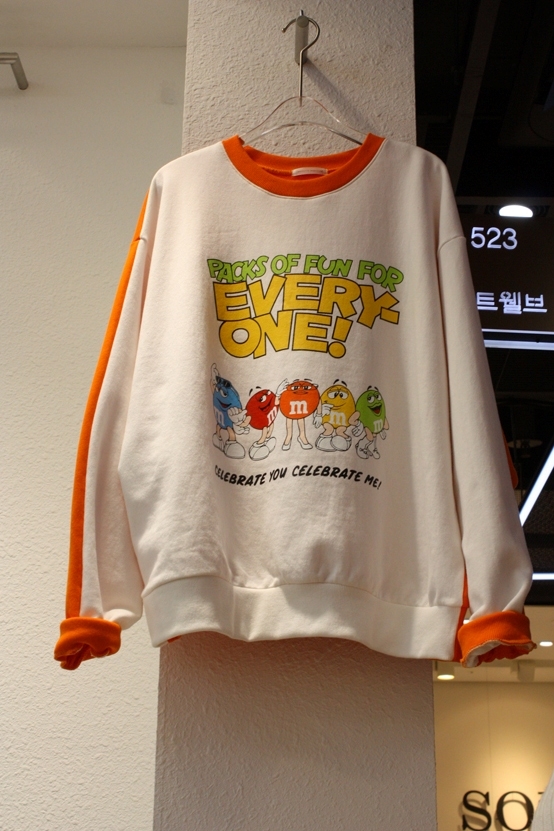 PACKS OF FUN FOR
EVERY-
ONE!
m
m
m
m
CELEBRATE YOU CELEBRATE ME!
523
트웰브
SO